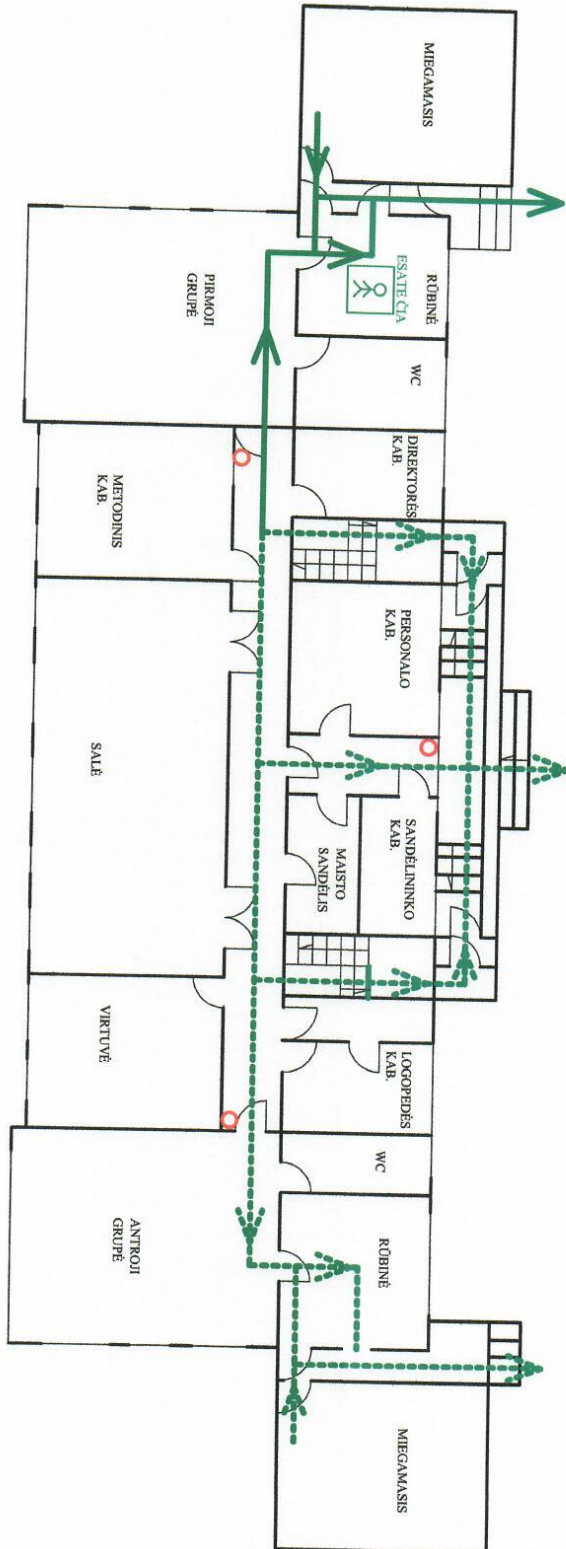 MIEGAMASIS
RŪBINĖ
ESATE ČIA
PIRMOJI
GRUPĖ
WC
DIREKTORĖS
KAB.
METODINIS
KAB.
PERSONALO
KAB.
SALĖ
SANDĖLININKO
KAB.
MAISTO
SANDĖLIS
VIRTUVĖ
LOGOPEDĖS
KAB.
WC
ANTROJI
GRUPĖ
RŪBINĖ
MIEGAMASIS